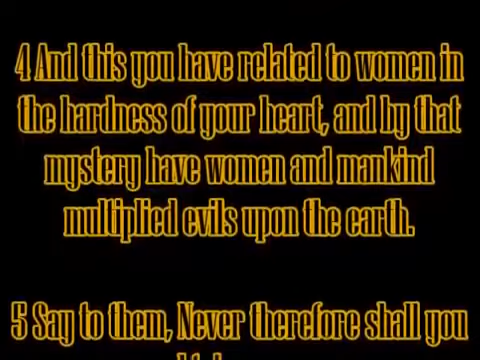 4 And this you have related to women in
the hardness of your heart, and by that
mystery have women and mankind
multiplied evils upon the earth.
5 Say to them, Never therefore shall you